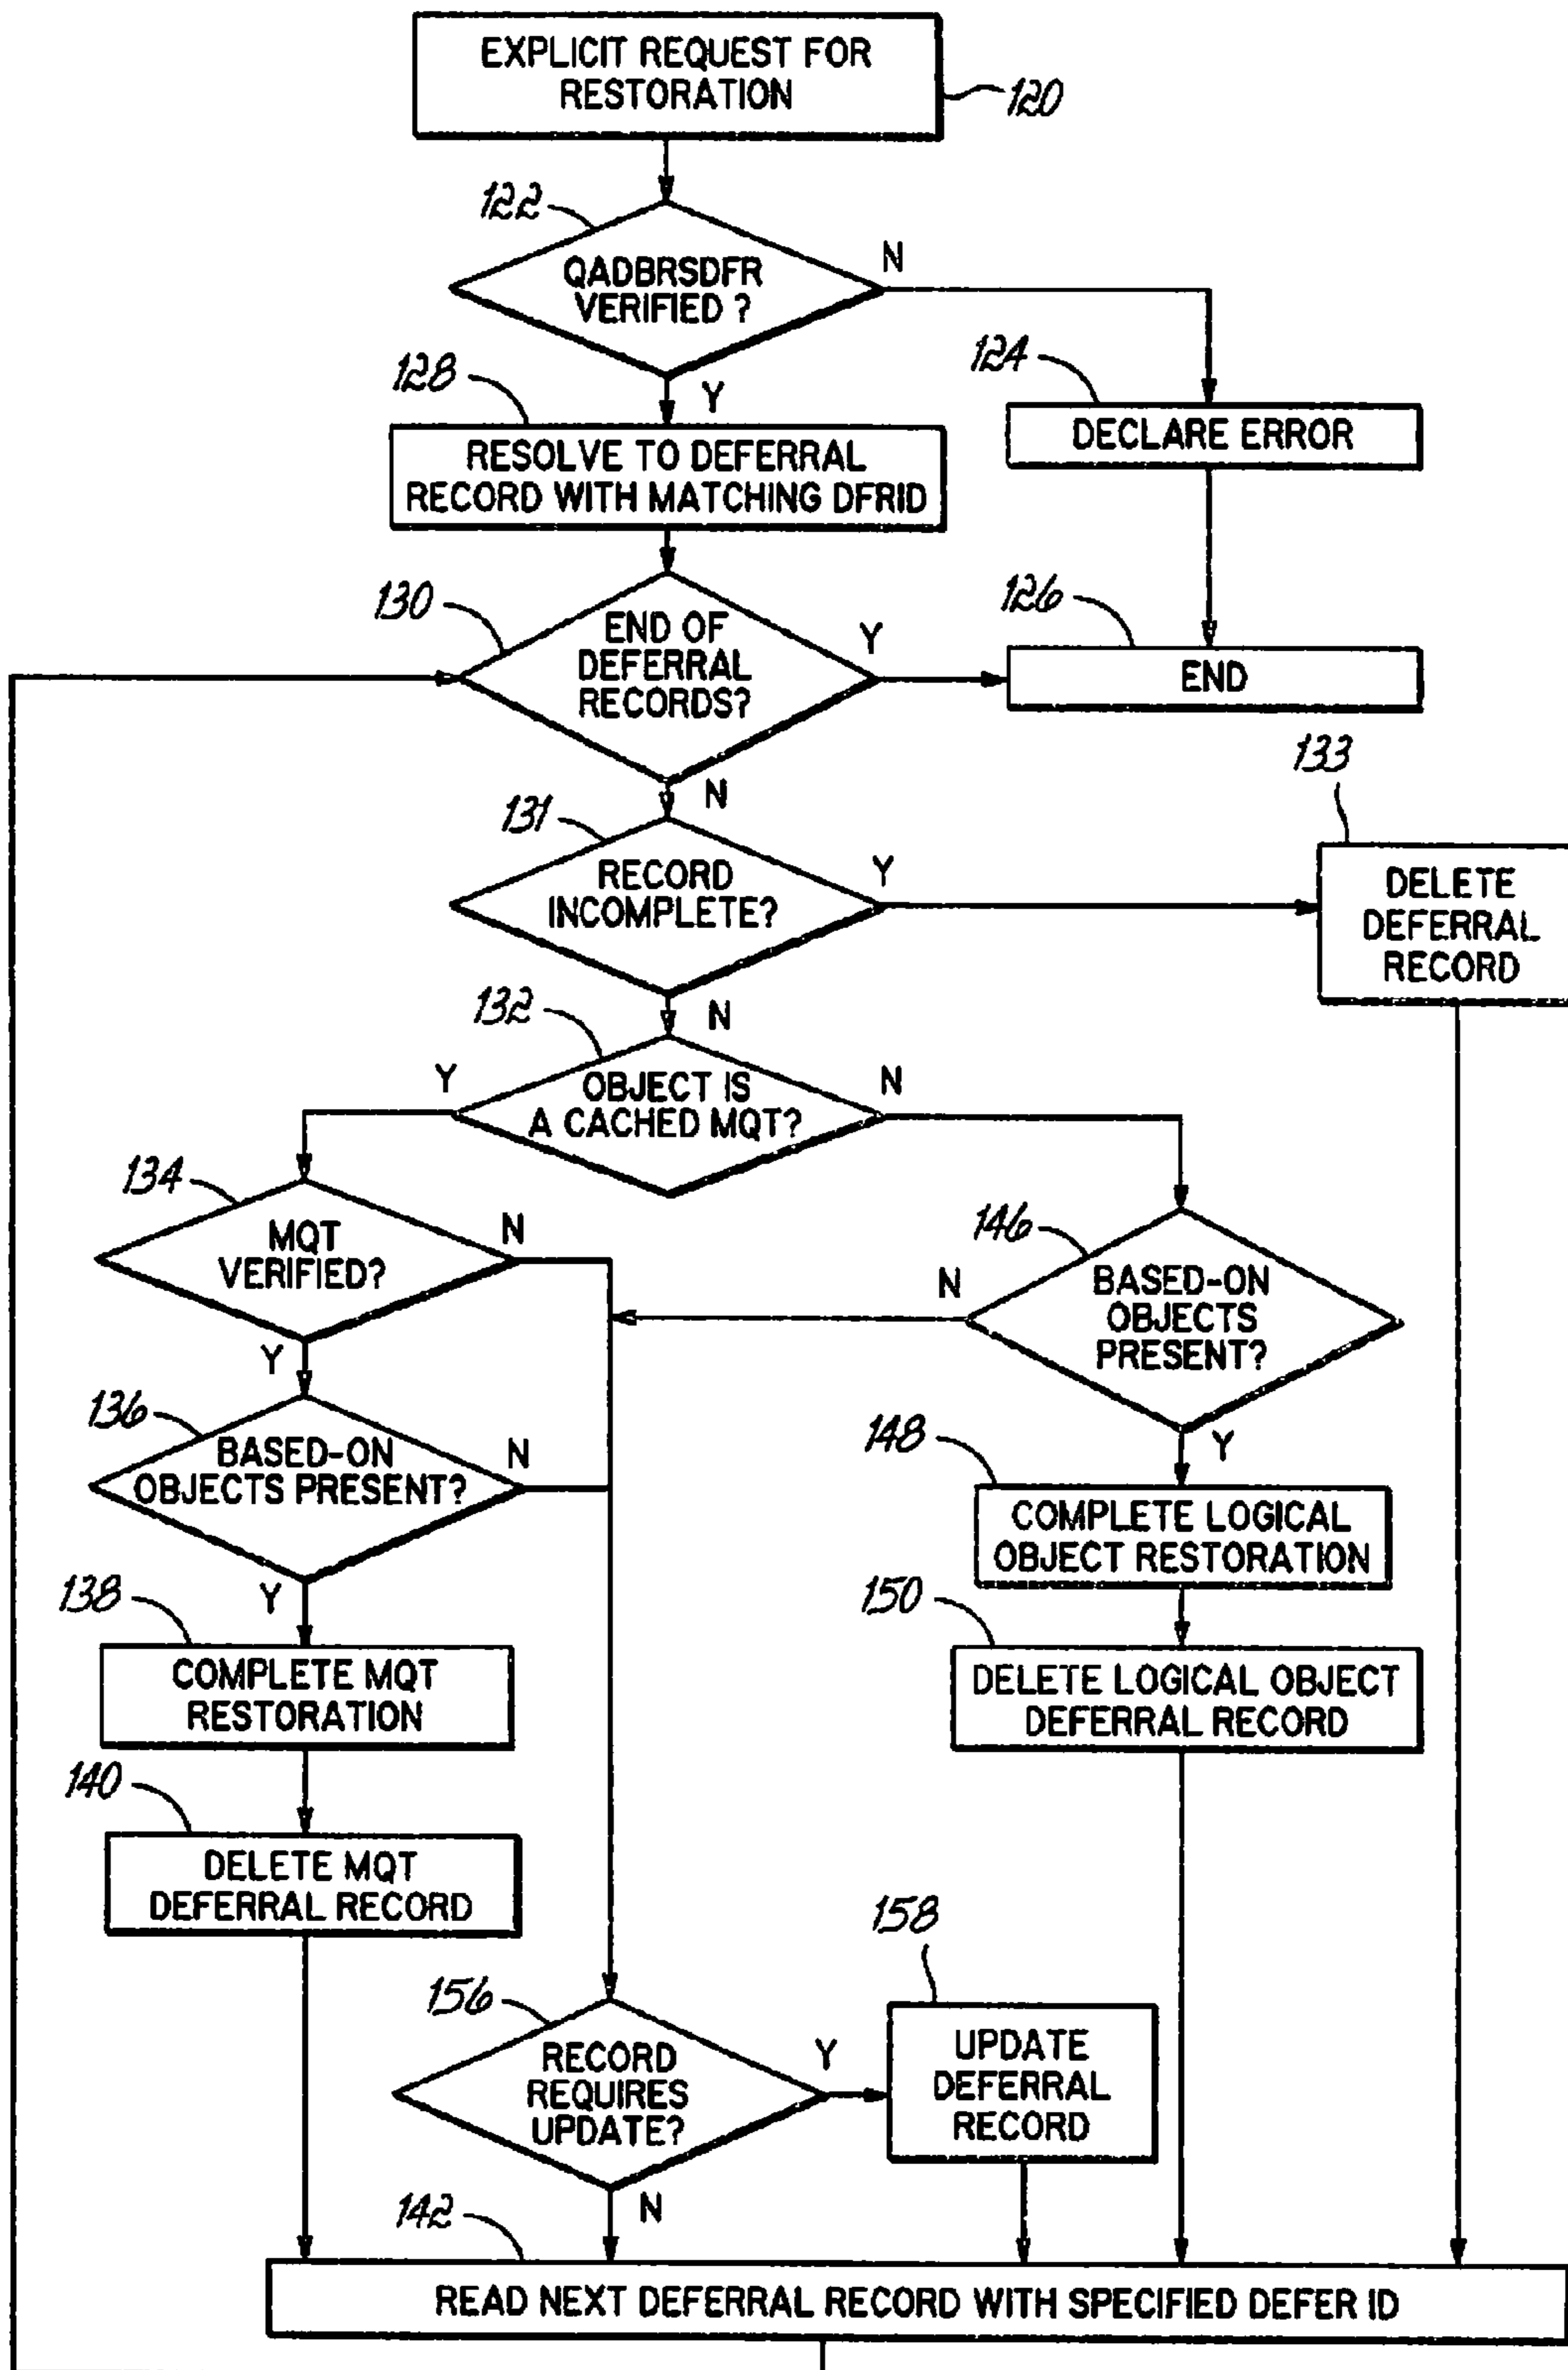 EXPLICIT REQUEST FOR
RESTORATION
120
122
QADBRSDFR
VERIFIED ?
N
Y
124
DECLARE ERROR
128
RESOLVE TO DEFERRAL
RECORD WITH MATCHING DFRID
130
END OF
DEFERRAL
RECORDS?
Y
N
126
END
131
RECORD
INCOMPLETE?
Y
N
133
DELETE
DEFERRAL
RECORD
132
OBJECT IS
A CACHED MQT?
Y
N
134
MQT
VERIFIED?
N
Y
146
BASED-ON
OBJECTS
PRESENT?
N
Y
136
BASED-ON
OBJECTS PRESENT?
N
Y
148
COMPLETE LOGICAL
OBJECT RESTORATION
138
COMPLETE MQT
RESTORATION
150
DELETE LOGICAL OBJECT
DEFERRAL RECORD
140
DELETE MQT
DEFERRAL RECORD
156
RECORD
REQUIRES
UPDATE?
Y
N
158
UPDATE
DEFERRAL
RECORD
142
READ NEXT DEFERRAL RECORD WITH SPECIFIED DEFER ID